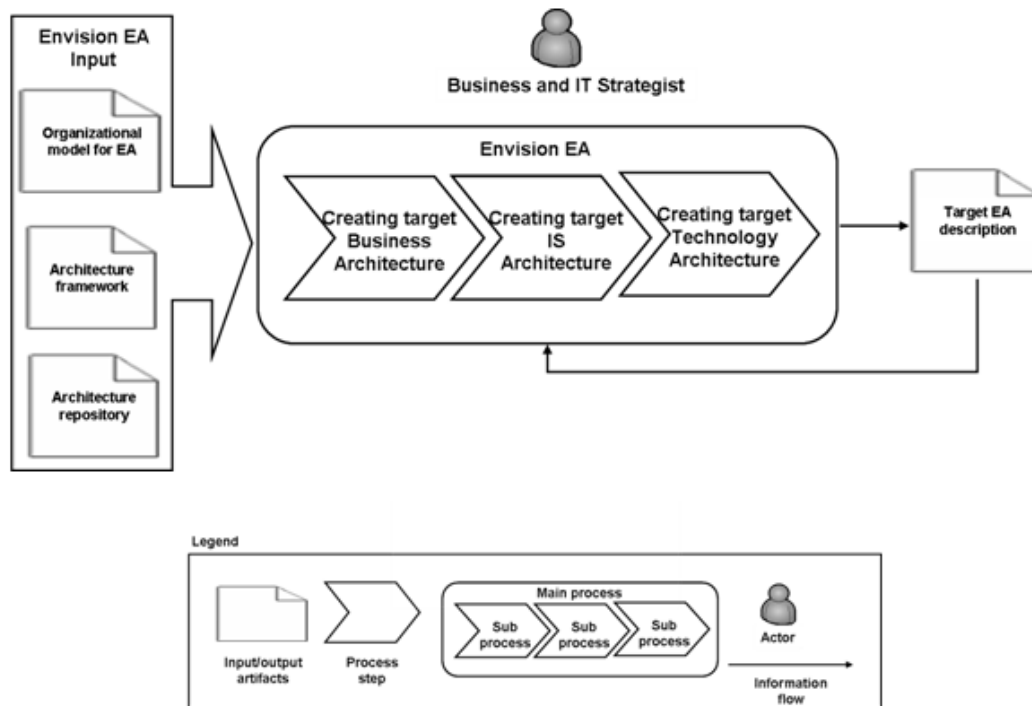 Envision EA
Input
Organizational
model for EA
Architecture
framework
Architecture
repository
Business and IT Strategist
Envision EA
Creating target
Business
Architecture
Creating target
IS
Architecture
Creating target
Technology
Architecture
Target EA
description
Legend
Input/output
artifacts
Process
step
Main process
Sub
process
Sub
process
Sub
process
Actor
Information
flow